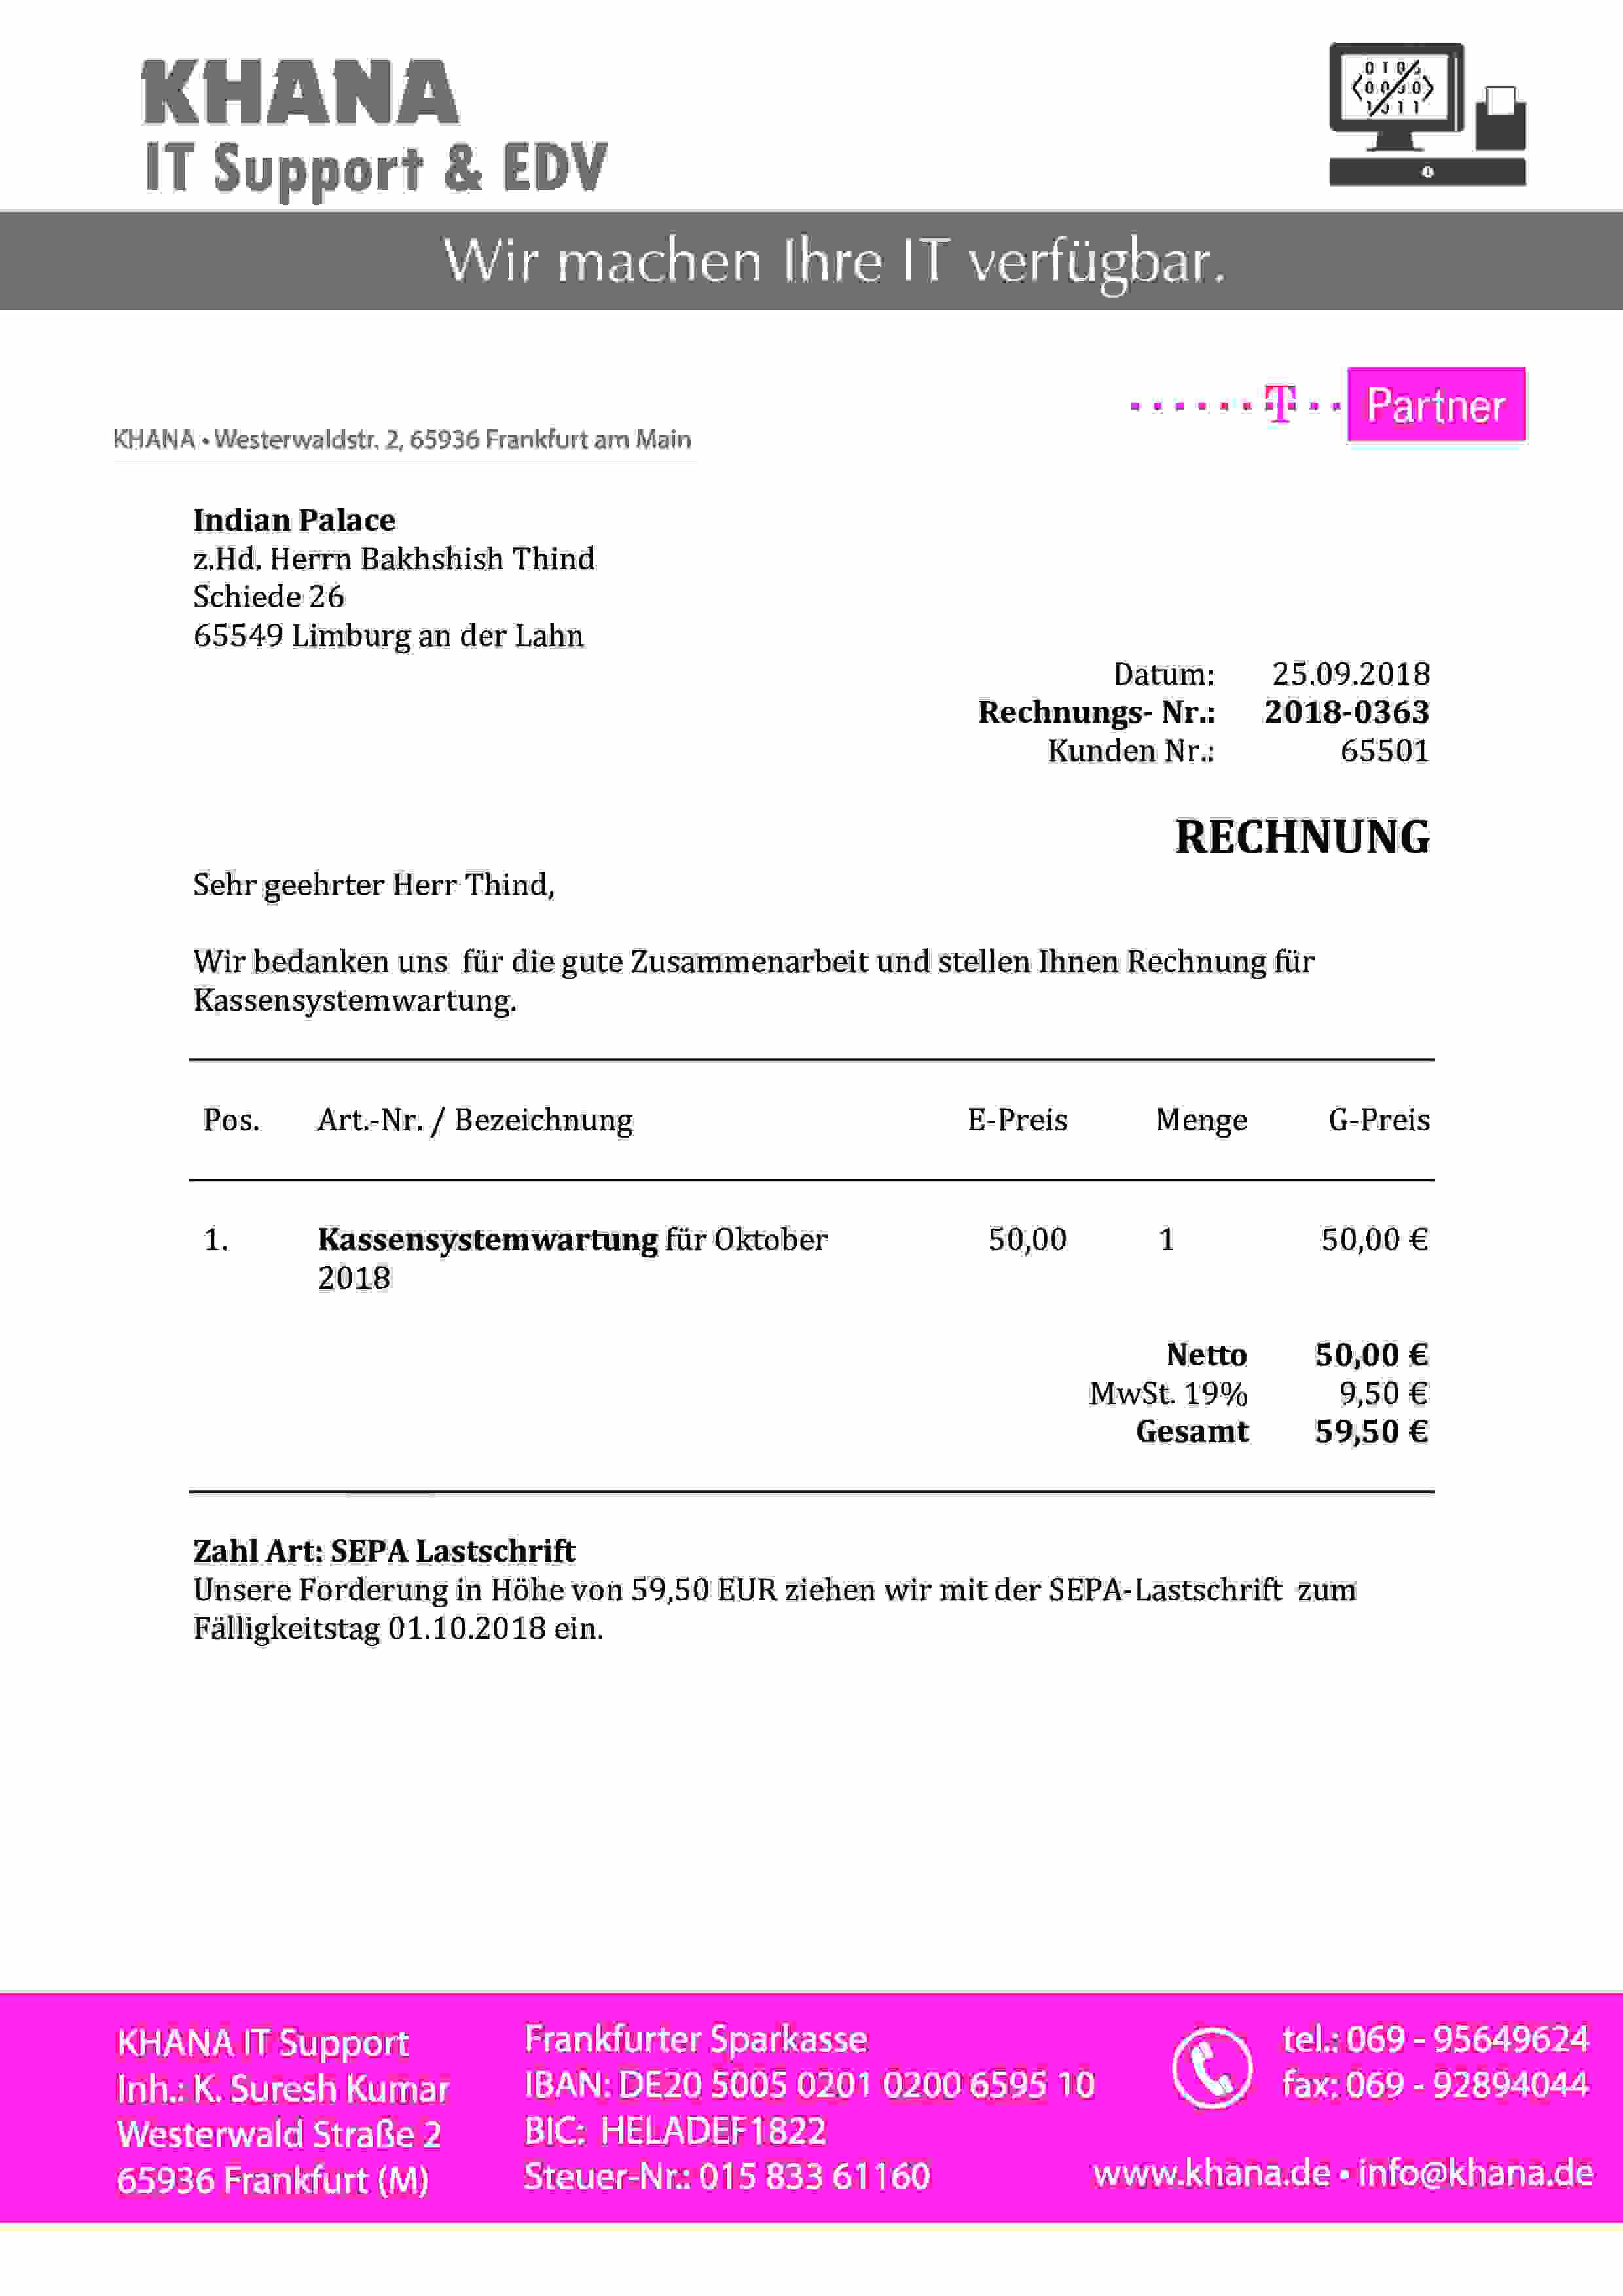 KHANA
IT Support & EDV
Wir machen Ihre IT verfügbar.
T Partner
KHANA • Westerwaldstr. 2, 65936 Frankfurt am Main
Indian Palace
z.Hd. Herrn Bakhshish Thind
Schiede 26
65549 Limburg an der Lahn
Datum: 25.09.2018
Rechnungs- Nr.: 2018-0363
Kunden Nr.: 65501
RECHNUNG
Sehr geehrter Herr Thind,
Wir bedanken uns für die gute Zusammenarbeit und stellen Ihnen Rechnung für
Kassensystemwartung.
Pos. Art.-Nr. / Bezeichnung E-Preis Menge G-Preis
1. Kassensystemwartung für Oktober 50,00 1 50,00 €
2018
Netto 50,00 €
MwSt. 19% 9,50 €
Gesamt 59,50 €
Zahl Art: SEPA Lastschrift
Unsere Forderung in Höhe von 59,50 EUR ziehen wir mit der SEPA-Lastschrift zum
Fälligkeitstag 01.10.2018 ein.
KHANA IT Support
Inh.: K. Suresh Kumar
Westerwald Straße 2
65936 Frankfurt (M)
Frankfurter Sparkasse
IBAN: DE20 5005 0201 0200 6595 10
BIC: HELADEF1822
Steuer-Nr.: 015 833 61160
tel.: 069 - 95649624
fax: 069 - 92894044
www.khana.de • info@khana.de